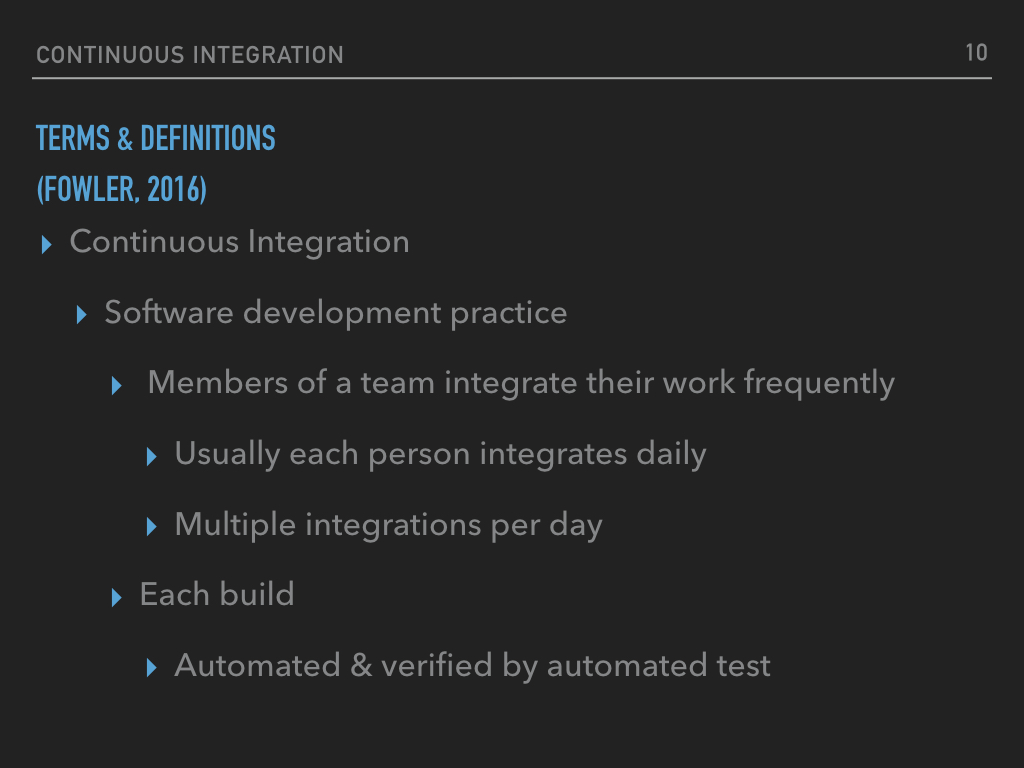 CONTINUOUS INTEGRATION
10
TERMS & DEFINITIONS
(FOWLER, 2016)
Continuous Integration
Software development practice
Members of a team integrate their work frequently
Usually each person integrates daily
Multiple integrations per day
Each build
Automated & verified by automated test